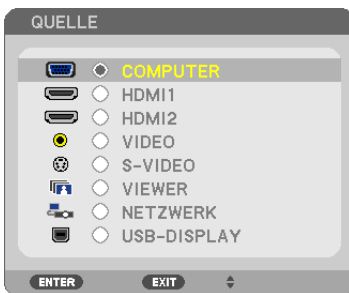 QUELLE
COMPUTER
HDMI1
HDMI2
VIDEO
S-VIDEO
VIEWER
NETZWERK
USB-DISPLAY
ENTER EXIT